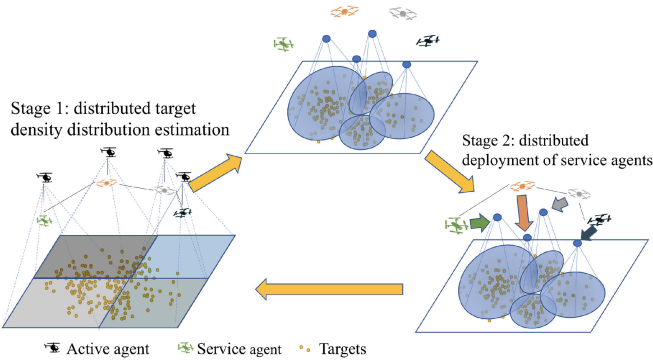 Stage 1: distributed target
density distribution estimation
Stage 2: distributed
deployment of service agents
Active agent
Service agent
Targets